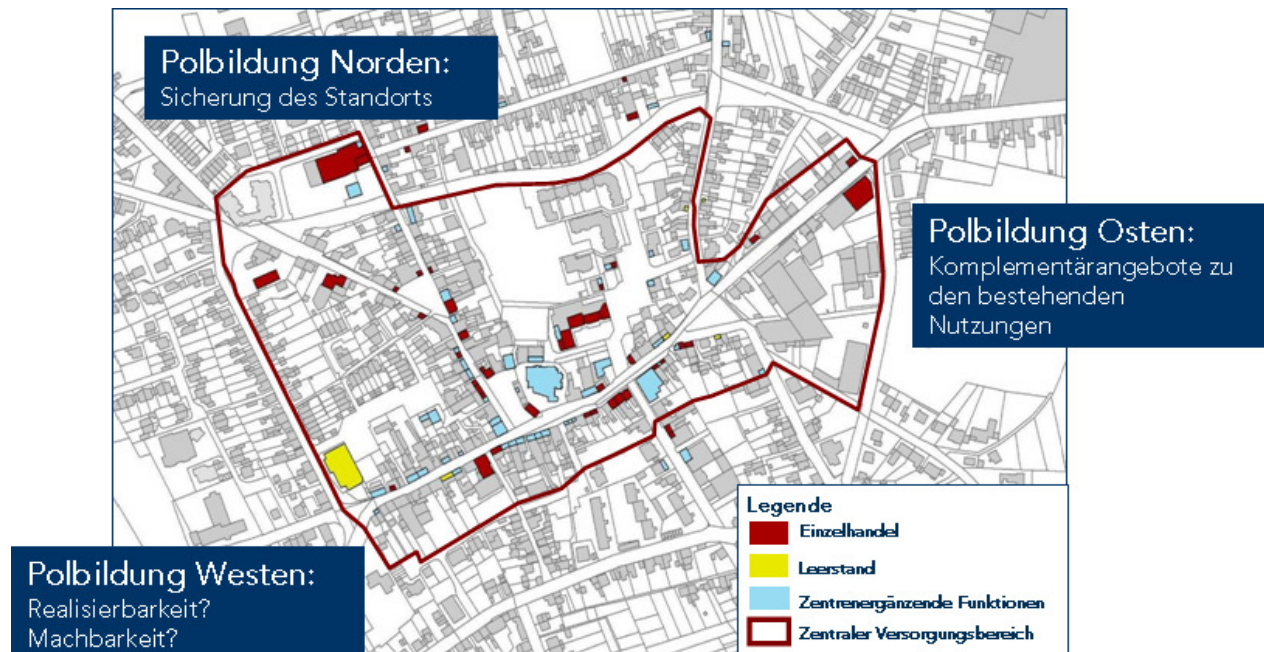 Polbildung Norden:
Sicherung des Standorts
Polbildung Osten:
Komplementärangebote zu
den bestehenden
Nutzungen
Polbildung Westen:
Realisierbarkeit?
Machbarkeit?
Legende
Einzelhandel
Leerstand
Zentrenergänzende Funktionen
Zentraler Versorgungsbereich